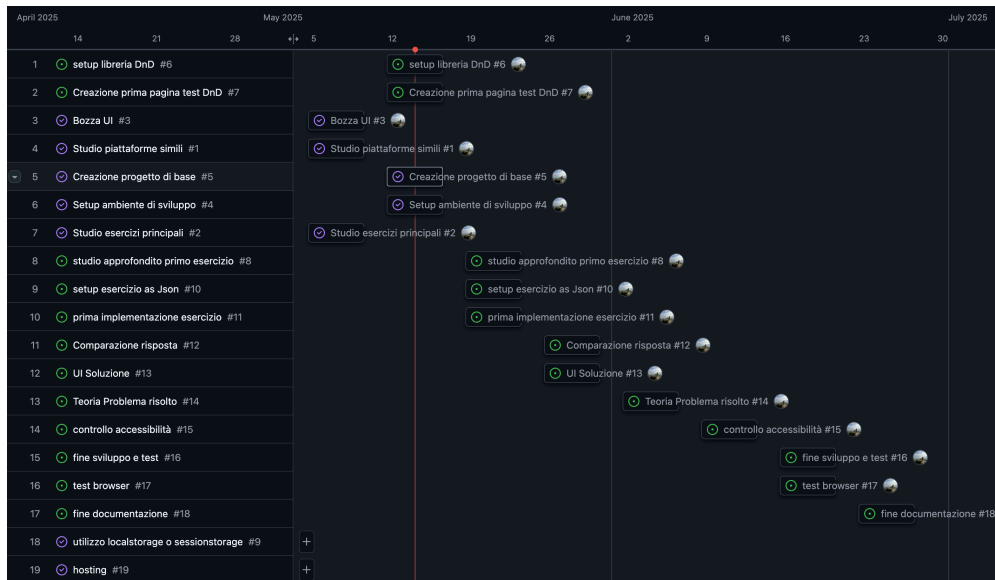 April 2025 May 2025 June 2025 July 2025
14 21 28 5 12 19 26 2 9 16 23 30
1 setup libreria DnD #6 setup libreria DnD #6
2 Creazione prima pagina test DnD #7 Creazione prima pagina test DnD #7
3 Bozza UI #3 Bozza UI #3
4 Studio piattaforme simili #1 Studio piattaforme simili #1
5 Creazione progetto di base #5 Creazione progetto di base #5
6 Setup ambiente di sviluppo #4 Setup ambiente di sviluppo #4
7 Studio esercizi principali #2 Studio esercizi principali #2
8 studio approfondito primo esercizio #8 studio approfondito primo esercizio #8
9 setup esercizio as Json #10 setup esercizio as Json #10
10 prima implementazione esercizio #11 prima implementazione esercizio #11
11 Comparazione risposta #12 Comparazione risposta #12
12 UI Soluzione #13 UI Soluzione #13
13 Teoria Problema risolto #14 Teoria Problema risolto #14
14 controllo accessibilità #15 controllo accessibilità #15
15 fine sviluppo e test #16 fine sviluppo e test #16
16 test browser #17 test browser #17
17 fine documentazione #18 fine documentazione #18
18 utilizzo localstorage o sessionstorage #9
19 hosting #19